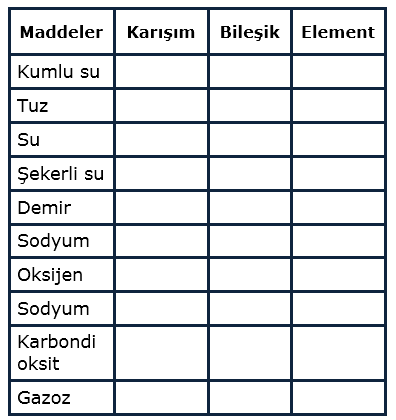 Maddeler Karışım Bileşik Element
Kumlu su
Tuz
Su
Şekerli su
Demir
Sodyum
Oksijen
Sodyum
Karbondi
oksit
Gazoz